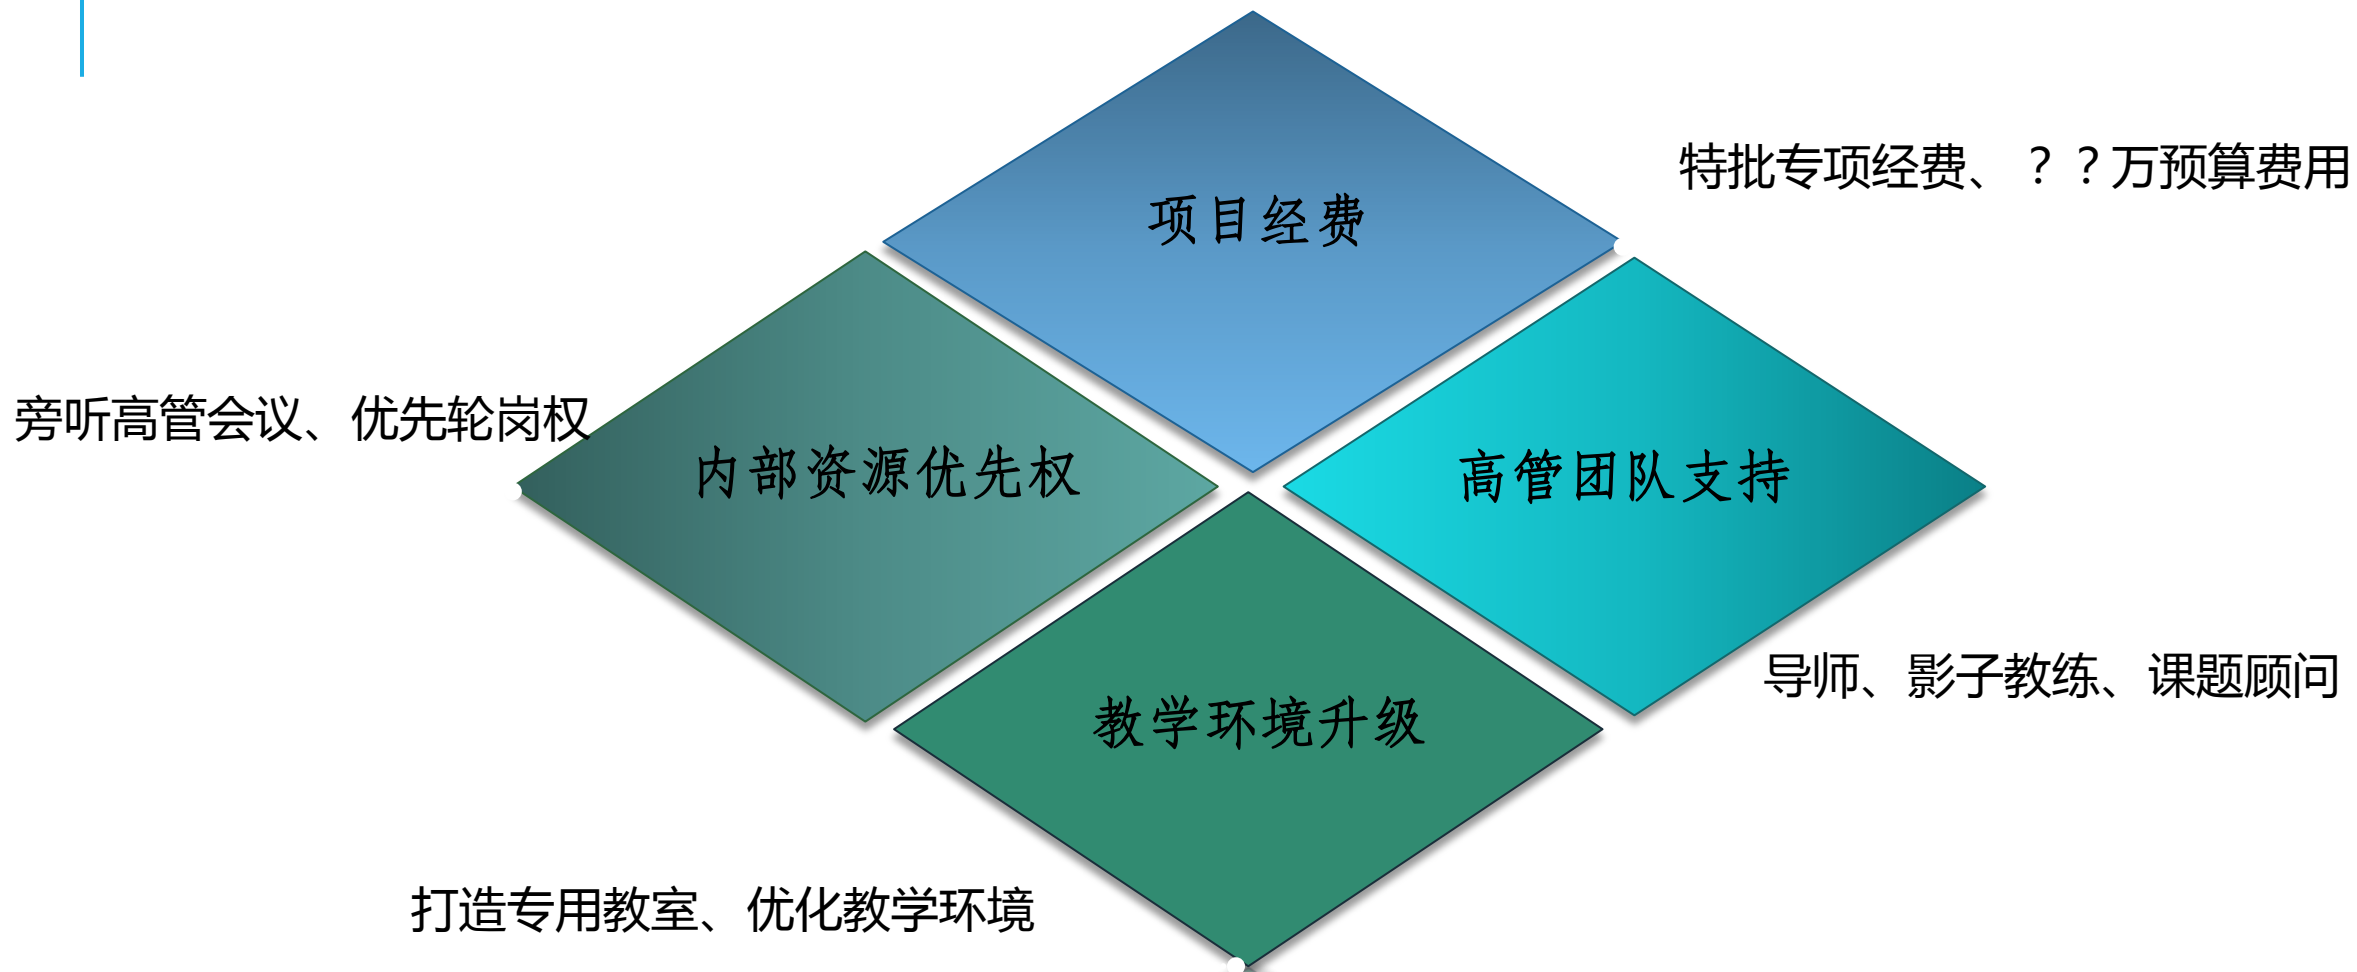 特批专项经费、？？万预算费用
项目经费
旁听高管会议、优先轮岗权
内部资源优先权
高管团队支持
导师、影子教练、课题顾问
教学环境升级
打造专用教室、优化教学环境